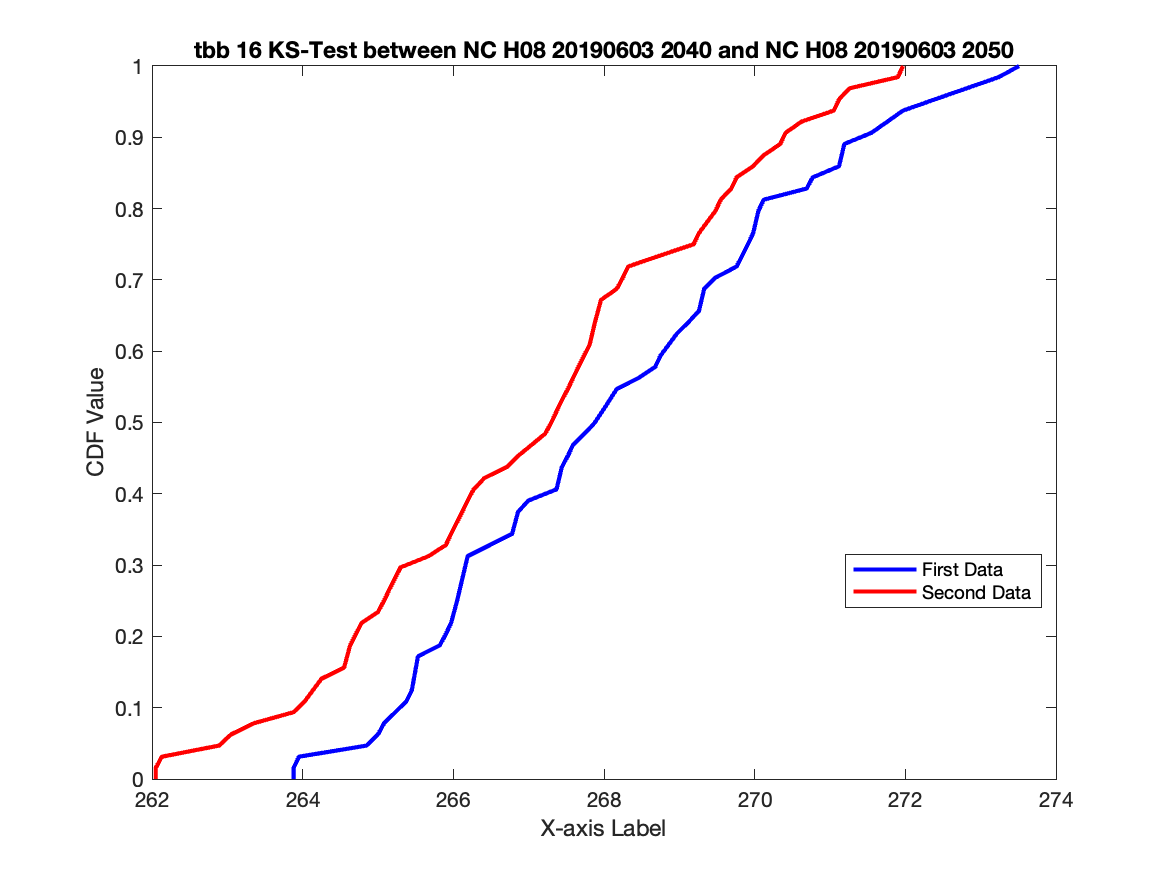 tbb 16 KS-Test between NC H08 20190603 2040 and NC H08 20190603 2050
1
0.9
0.8
0.7
0.6
0.5
0.4
0.3
0.2
0.1
0
CDF Value
First Data
Second Data
262 264 266 268 270 272 274
X-axis Label